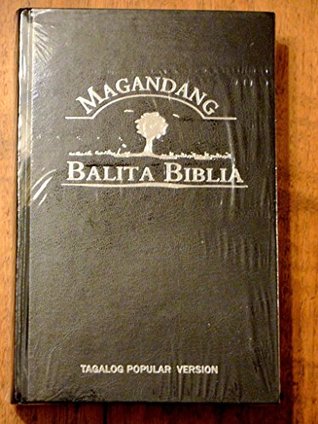 MAGANDANG
BALITA BIBLIA
TAGALOG POPULAR VERSION